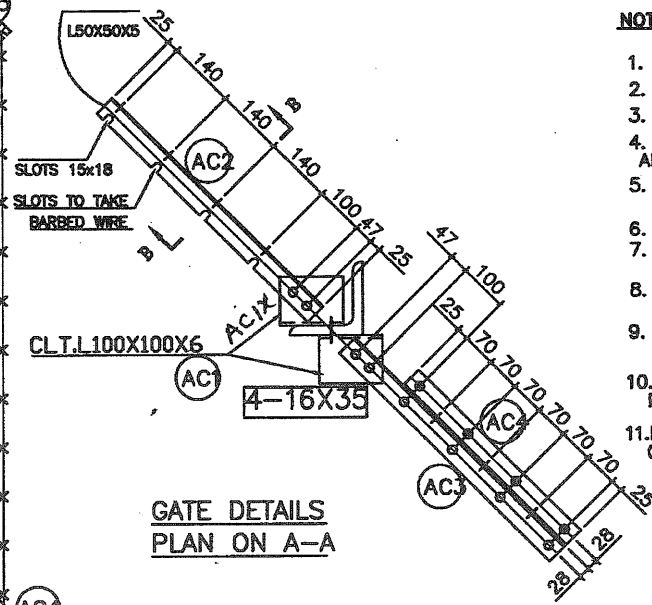 L50X50X5
25
140
140
140
100
47
25
B
AC2
SLOTS 15x18
SLOTS TO TAKE
BARBED WIRE
B
AC1X
CLT.L100X100X6
AC1
4-16X35
47
100
25
70
70
70
70
70
70
25
AC4
AC3
28
28
GATE DETAILS
PLAN ON A-A
NOT
1.
2.
3.
4.
5.
6.
7.
8.
9.
10.
11.